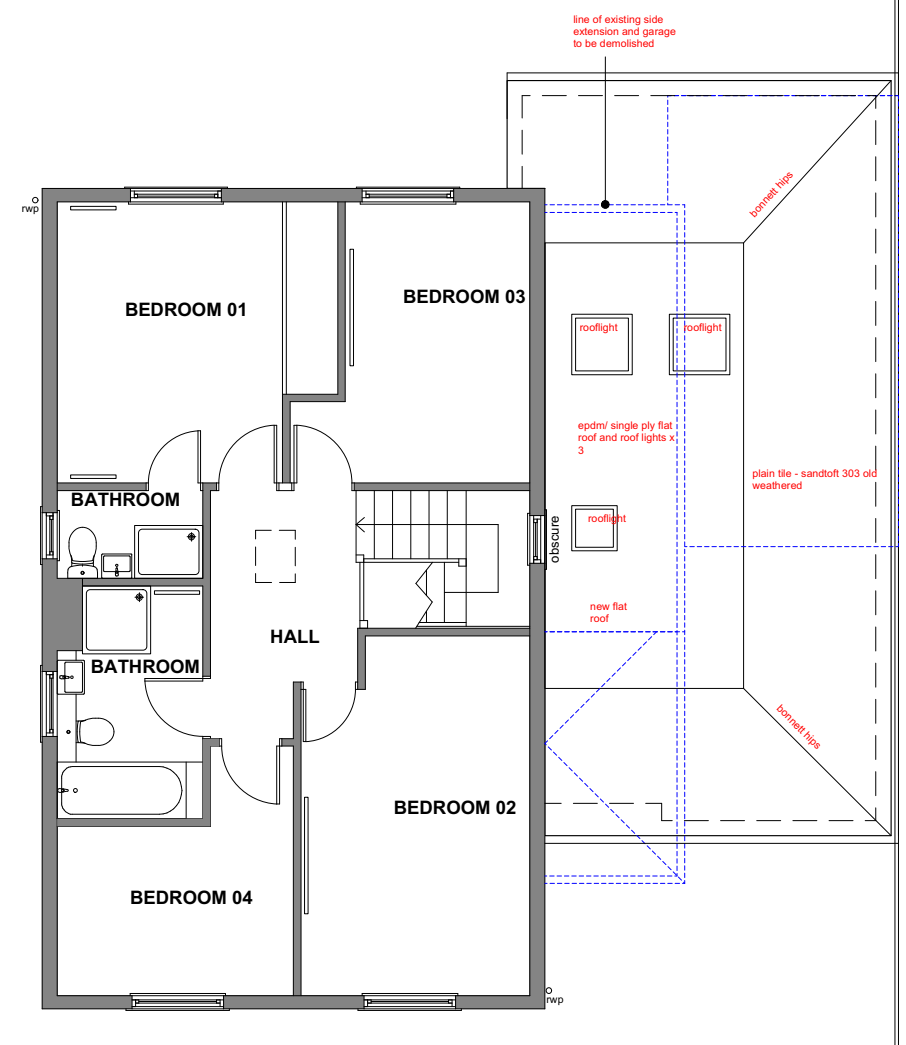 line of existing side
extension and garage
to be demolished
bonnett hips
rwp
BEDROOM 01
BEDROOM 03
rooflight
rooflight
epdm/ single ply flat
roof and roof lights x
3
plain tile - sandtoft 303 old
weathered
BATHROOM
rooflight
obscure
new flat
roof
HALL
BATHROOM
bonnett hips
BEDROOM 02
BEDROOM 04
rwp